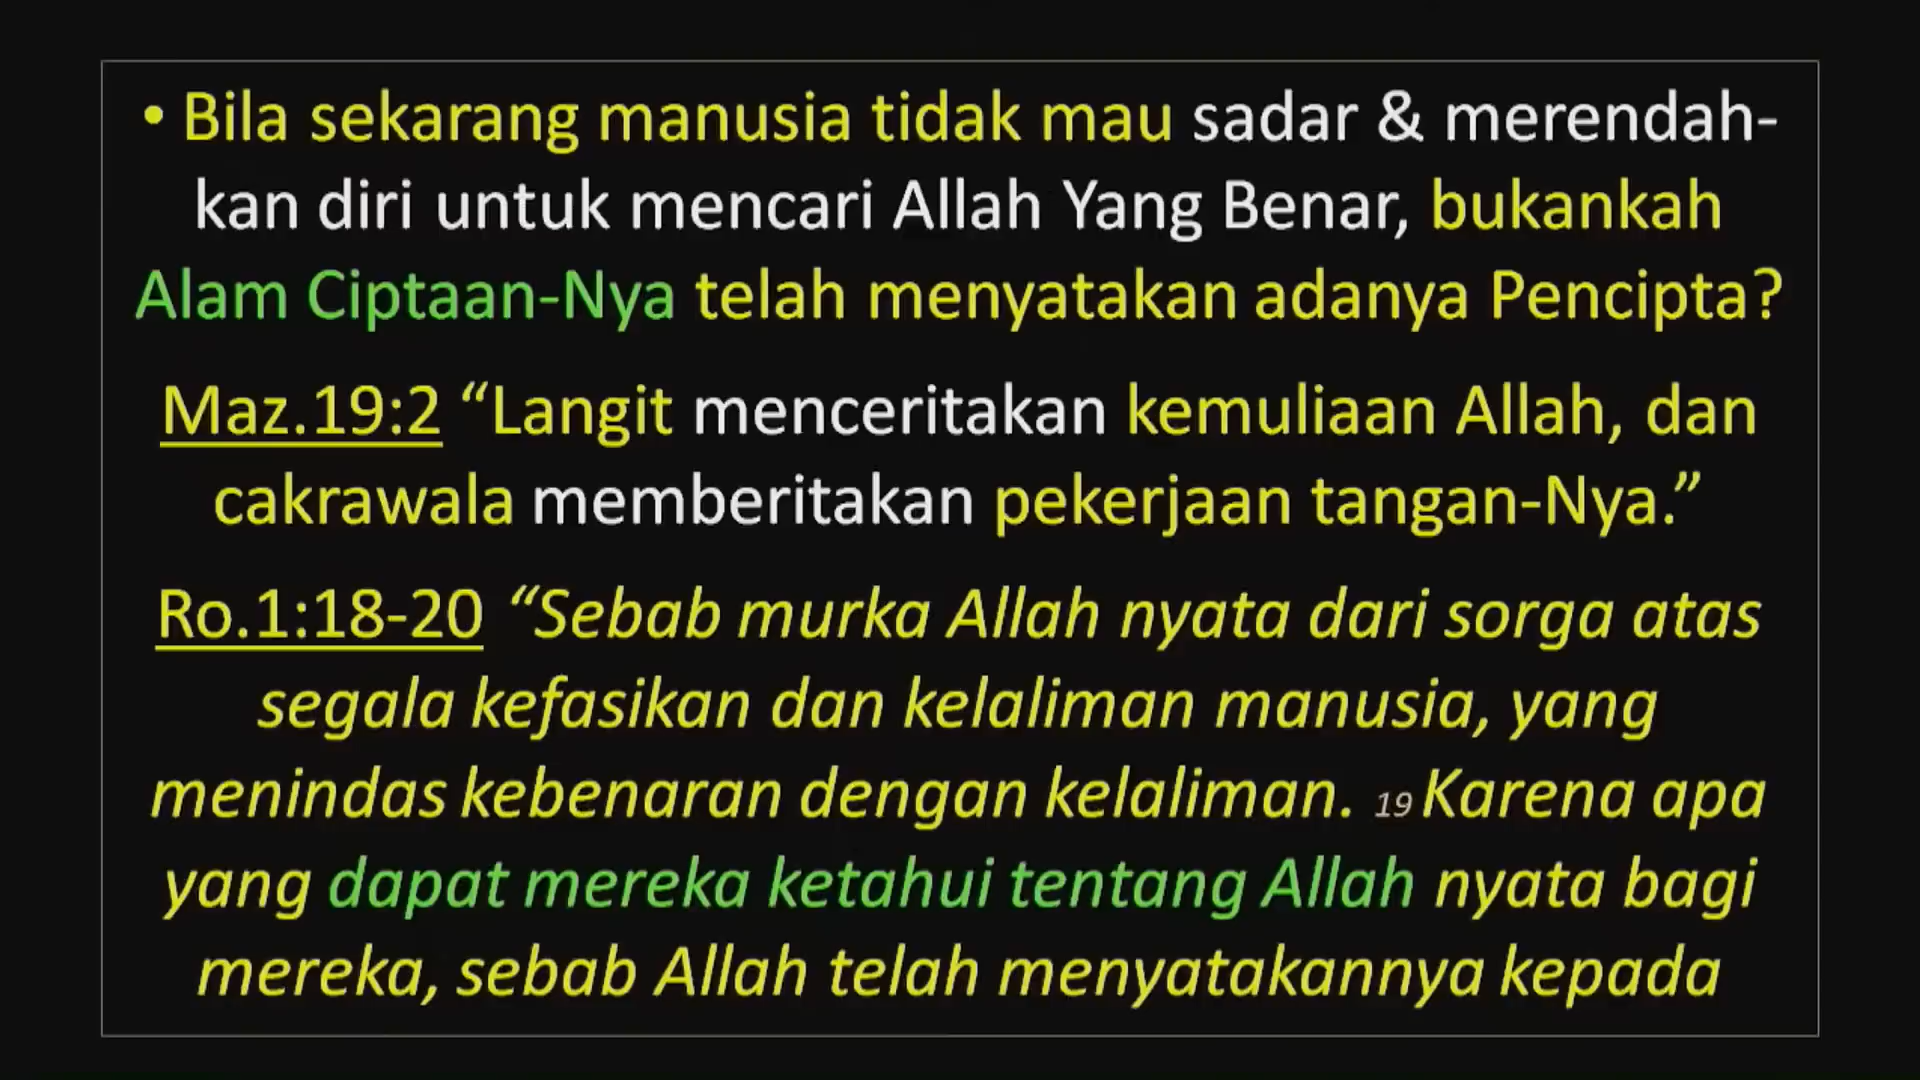 • Bila sekarang manusia tidak mau sadar & merendah-
kan diri untuk mencari Allah Yang Benar, bukankah
Alam Ciptaan-Nya telah menyatakan adanya Pencipta?
Maz.19:2 “Langit menceritakan kemuliaan Allah, dan
cakrawala memberitakan pekerjaan tangan-Nya.”
Ro.1:18-20 “Sebab murka Allah nyata dari sorga atas
segala kefasikan dan kelaliman manusia, yang
menindas kebenaran dengan kelaliman. 19 Karena apa
yang dapat mereka ketahui tentang Allah nyata bagi
mereka, sebab Allah telah menyatakannya kepada